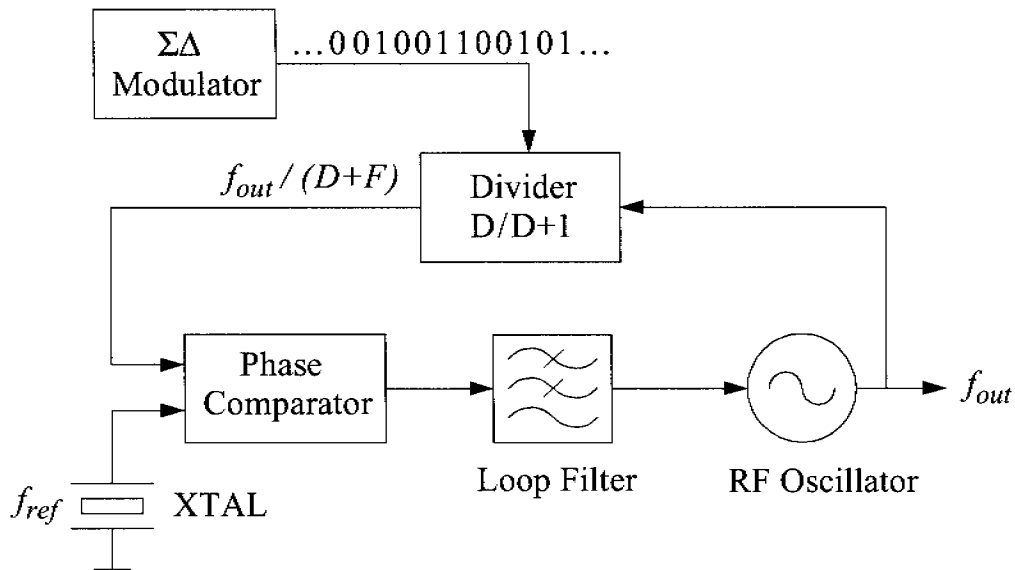 ΣΔ
Modulator
...001001100101...
f_out / (D+F)
Divider
D/D+1
Phase
Comparator
f_out
Loop Filter
RF Oscillator
f_ref
XTAL